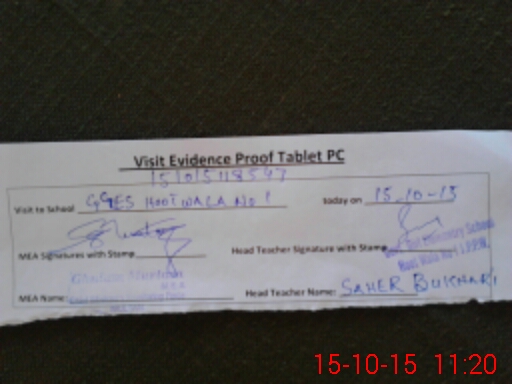 Visit Evidence Proof Tablet PC
Visit to School GGES HOOTWALA NO 1 today on 15-10-15
MEA Signatures with Stamp Head Teacher Signature with Stamp
Elementary School
MEA Name: Head Teacher Name: SAHER BUKHARI
15-10-15 11:20